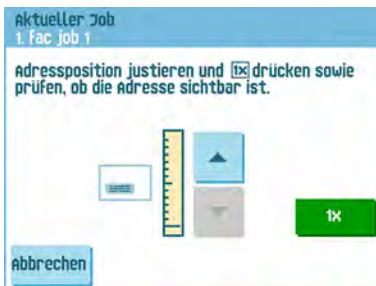 Aktueller Job
1. Fac job 1
Adressposition justieren und 1X drücken sowie
prüfen, ob die Adresse sichtbar ist.
1X
Abbrechen